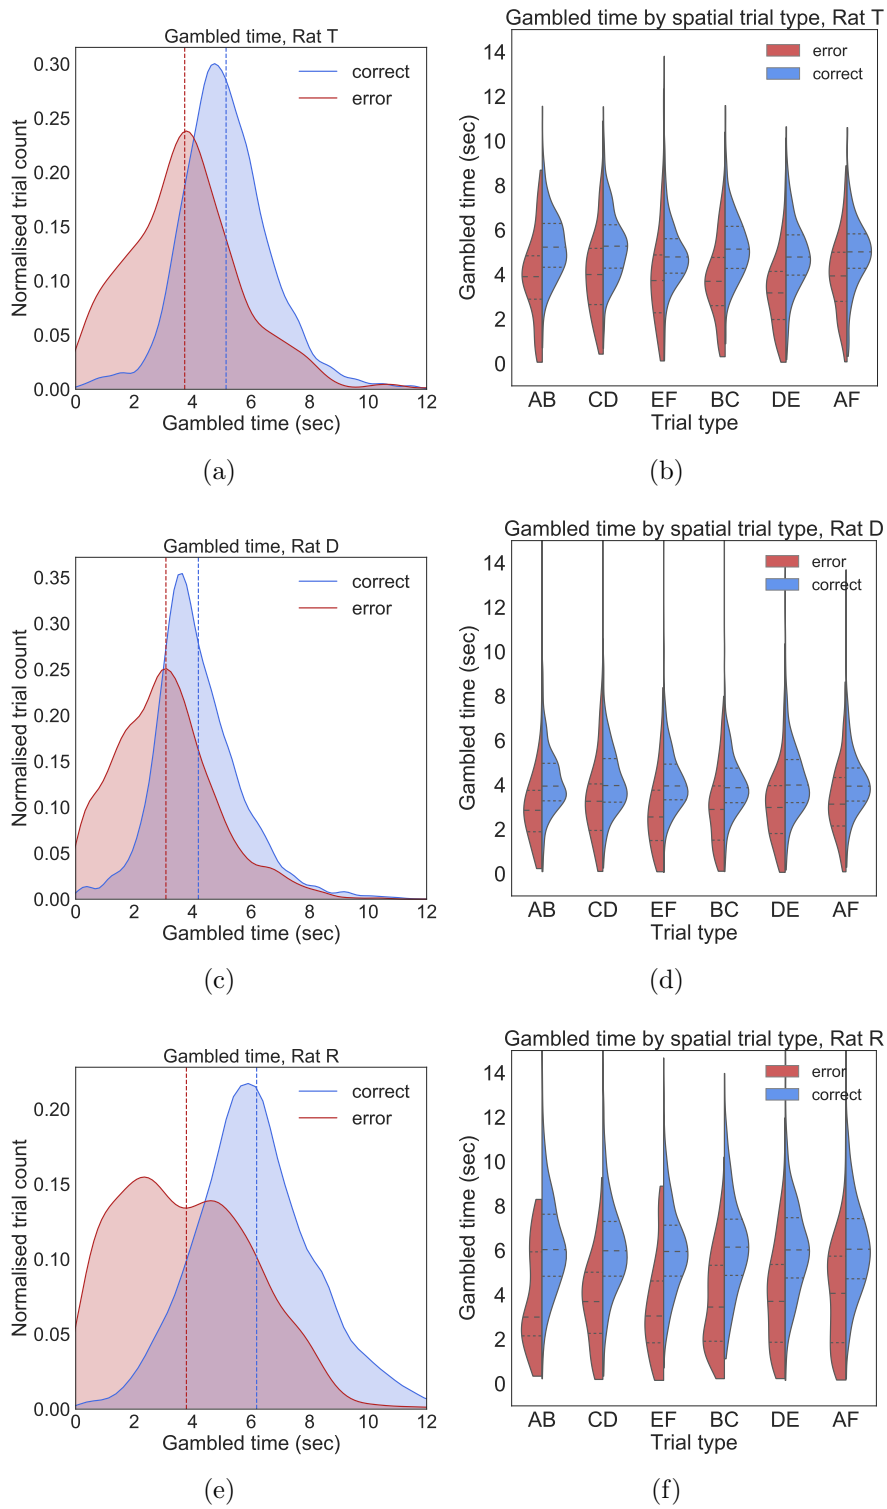 Gambled time, Rat T
Normalised trial count
0.30
0.25
0.20
0.15
0.10
0.05
0.00
correct
error
0 2 4 6 8 10 12
Gambled time (sec)
(a)
Gambled time by spatial trial type, Rat T
Gambled time (sec)
14
12
10
8
6
4
2
0
error
correct
AB CD EF BC DE AF
Trial type
(b)
Gambled time, Rat D
Normalised trial count
0.35
0.30
0.25
0.20
0.15
0.10
0.05
0.00
correct
error
0 2 4 6 8 10 12
Gambled time (sec)
(c)
Gambled time by spatial trial type, Rat D
Gambled time (sec)
14
12
10
8
6
4
2
0
error
correct
AB CD EF BC DE AF
Trial type
(d)
Gambled time, Rat R
Normalised trial count
0.20
0.15
0.10
0.05
0.00
correct
error
0 2 4 6 8 10 12
Gambled time (sec)
(e)
Gambled time by spatial trial type, Rat R
Gambled time (sec)
14
12
10
8
6
4
2
0
error
correct
AB CD EF BC DE AF
Trial type
(f)